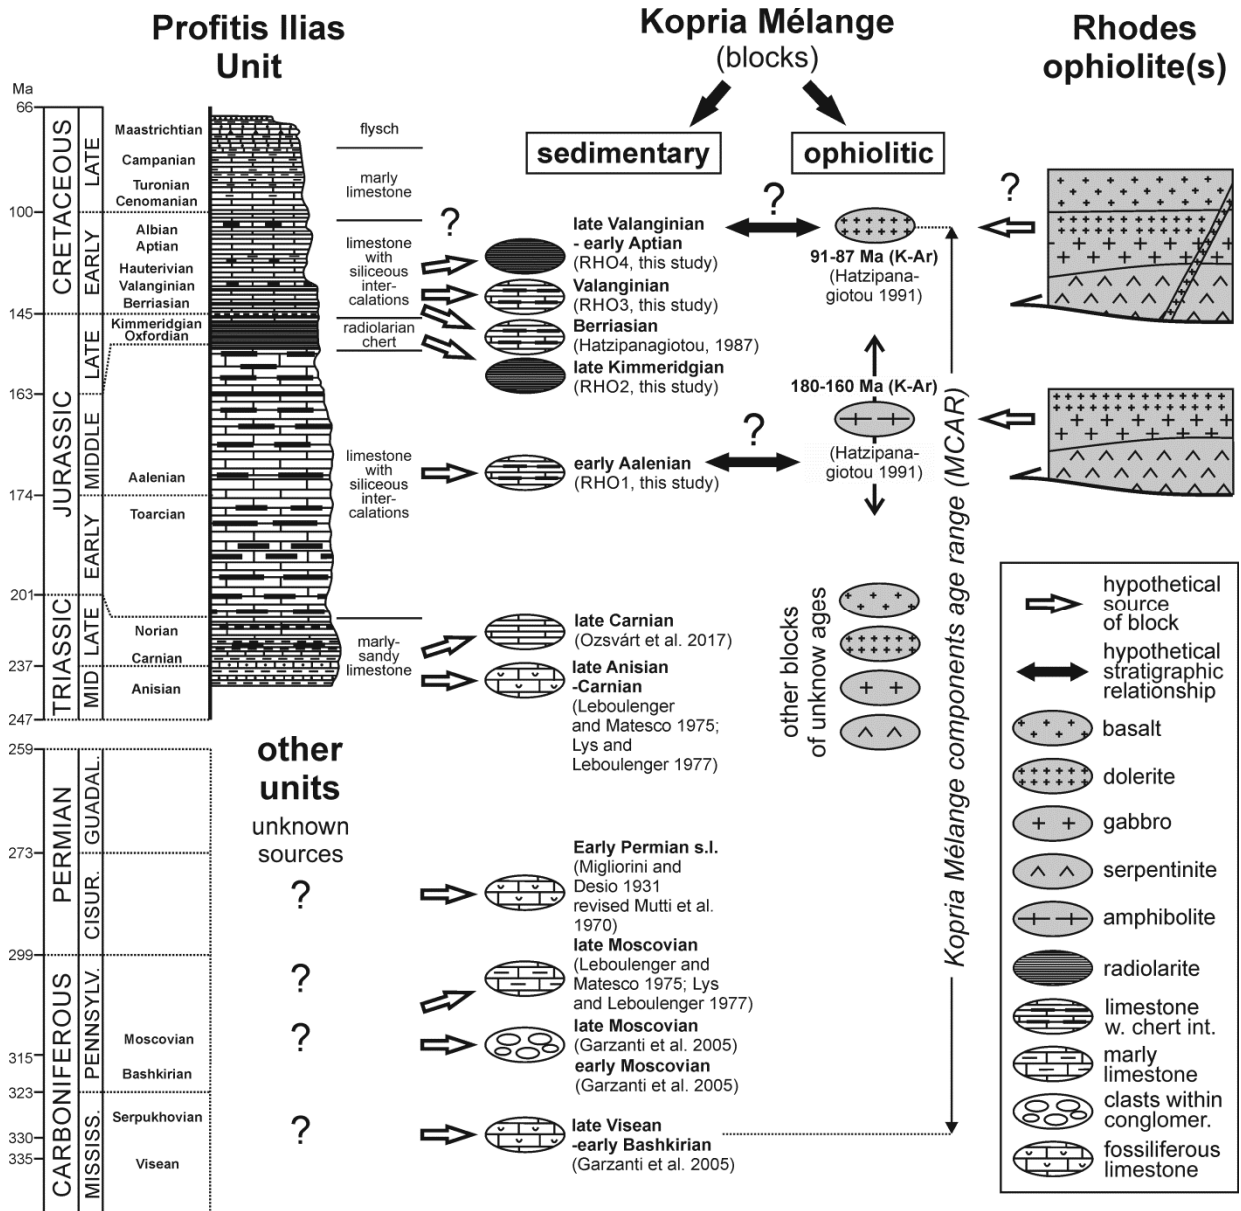 Profitis Ilias
Unit
Kopria Mélange
(blocks)
Rhodes
ophiolite(s)
sedimentary
ophiolitic
Ma
66
100
145
163
174
201
237
247
259
273
299
315
323
330
335
CRETACEOUS
LATE
EARLY
JURASSIC
LATE
MIDDLE
EARLY
TRIASSIC
LATE
MID
PERMIAN
GUADAL.
CISUR.
CARBONIFEROUS
PENNSYLV.
MISSISS.
Maastrichtian
Campanian
Turonian
Cenomanian
Albian
Aptian
Hauterivian
Valanginian
Berriasian
Kimmeridgian
Oxfordian
Aalenian
Toarcian
Norian
Carnian
Anisian
Moscovian
Bashkirian
Serpukhovian
Visean
flysch
marly
limestone
limestone
with
siliceous
inter-
calations
radiolarian
chert
limestone
with
siliceous
inter-
calations
marly-
sandy
limestone
other
units
unknown
sources
?
?
?
?
?
late Valanginian
- early Aptian
(RHO4, this study)
Valanginian
(RHO3, this study)
Berriasian
(Hatzipanagiotou, 1987)
late Kimmeridgian
(RHO2, this study)
early Aalenian
(RHO1, this study)
late Carnian
(Ozsvárt et al. 2017)
late Anisian
-Carnian
(Leboulenger
and Matesco 1975;
Lys and
Leboulenger
1977)
Early Permian s.l.
(Migliorini and
Desio 1931
revised Mutti et al.
1970)
late Moscovian
(Leboulenger and
Matesco 1975; Lys
and Leboulenger 1977)
late Moscovian
(Garzanti et al. 2005)
early Moscovian
(Garzanti et al. 2005)
late Visean
-early Bashkirian
(Garzanti et al. 2005)
?
91-87 Ma (K-Ar)
(Hatzipana-
giotou 1991)
180-160 Ma (K-Ar)
?
(Hatzipana-
giotou 1991)
other blocks
of unknow ages
Kopria Mélange components age range (MCAR)
?
hypothetical
source
of block
hypothetical
stratigraphic
relationship
basalt
dolerite
gabbro
serpentinite
amphibolite
radiolarite
limestone
w. chert int.
marly
limestone
clasts within
conglomer.
fossiliferous
limestone